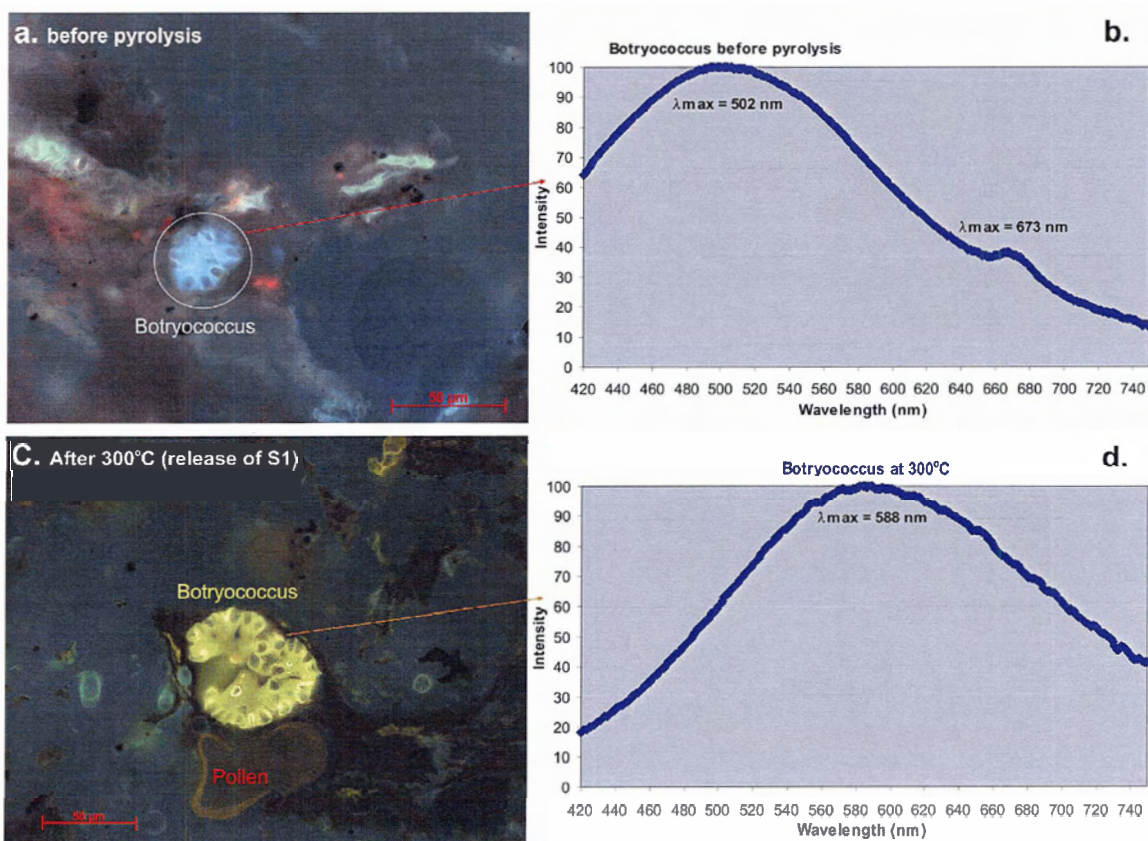 a. before pyrolysis
Botryococcus
50 µm
b.
Botryococcus before pyrolysis
λmax = 502 nm
λmax = 673 nm
Intensity
100
90
80
70
60
50
40
30
20
10
0
420 440 460 480 500 520 540 560 580 600 620 640 660 680 700 720 740
Wavelength (nm)
C. After 300°C (release of S1)
Botryococcus
Pollen
50 µm
d.
Botryococcus at 300°C
λmax = 588 nm
Intensity
100
90
80
70
60
50
40
30
20
10
0
420 440 460 480 500 520 540 560 580 600 620 640 660 680 700 720 740
Wavelength (nm)